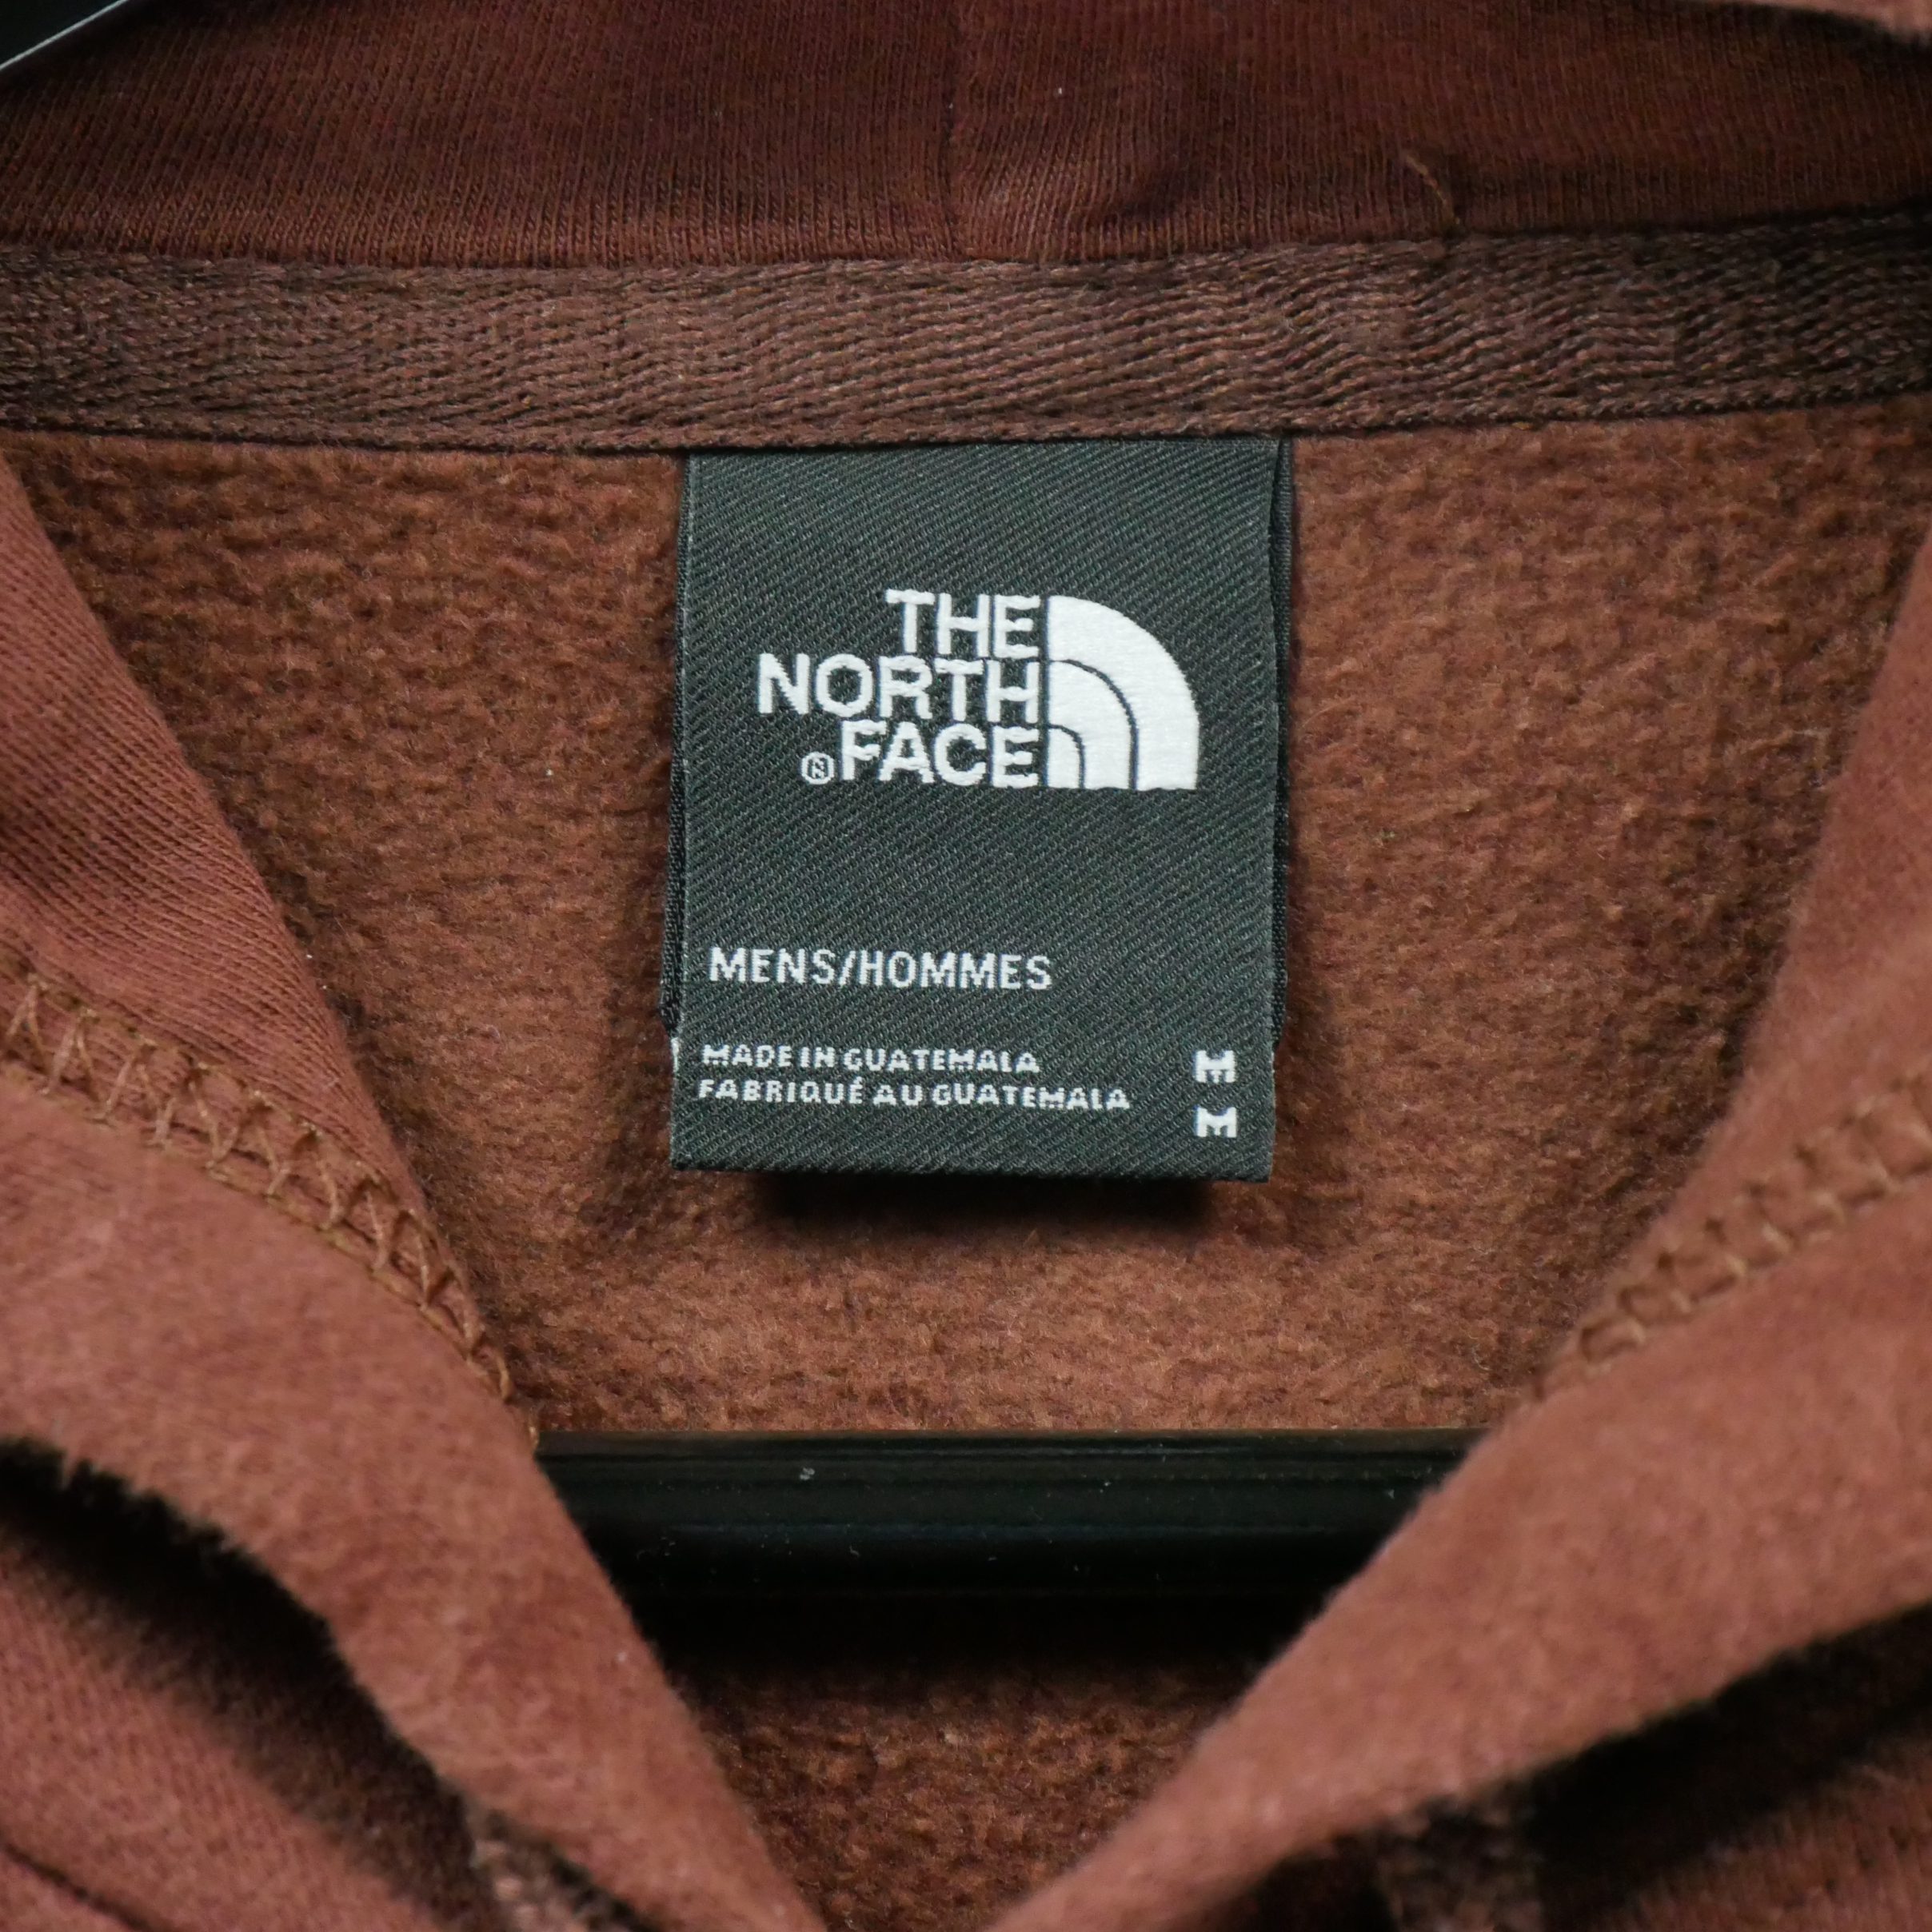 THE
NORTH
®FACE
MENS/HOMMES
MADE IN GUATEMALA M
FABRIQUÉ AU GUATEMALA M